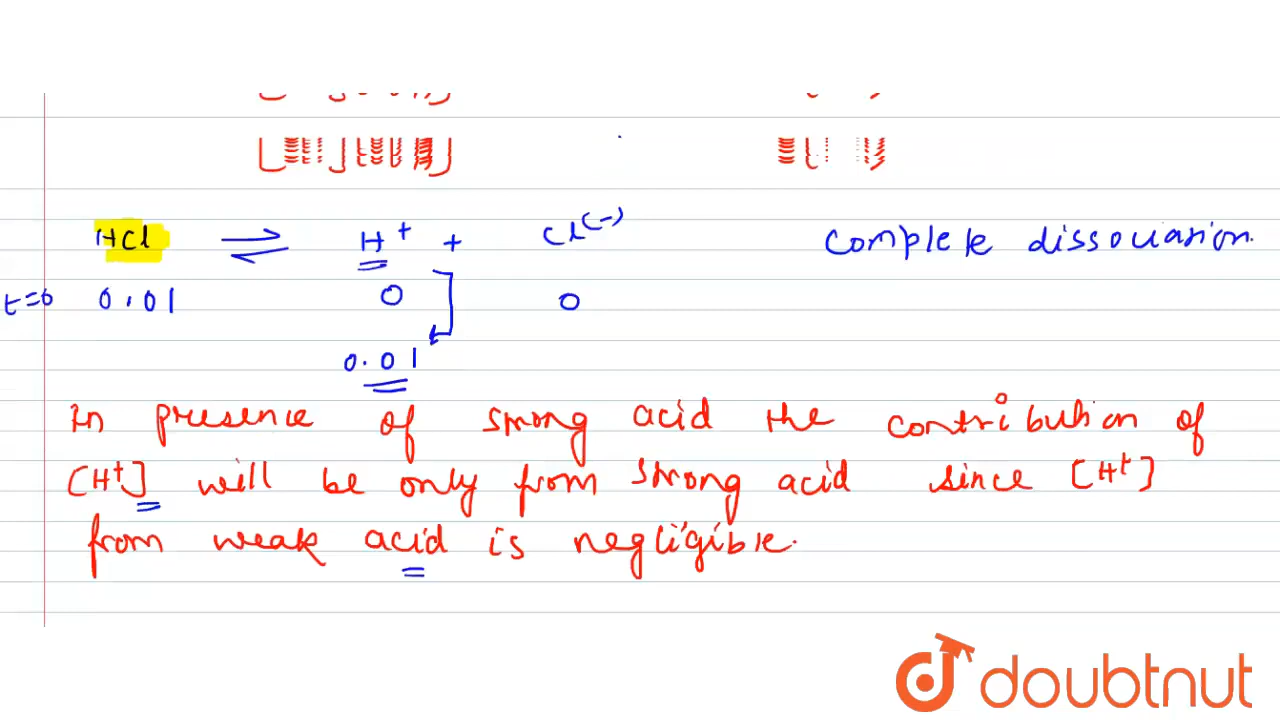 HCl ⇌ H⁺ + Cl⁽⁻⁾ complete dissociation.
t=0 0.01 0 0
0.01
In presence of strong acid the contribution of
[H⁺] will be only from strong acid since [H⁺]
from weak acid is negligible.
doubtnut